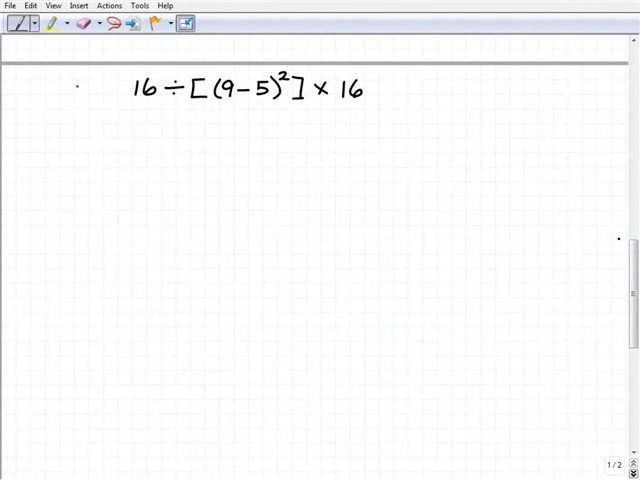 File Edit View Insert Actions Tools Help
16 ÷ [(9 − 5)²] × 16
1 / 2